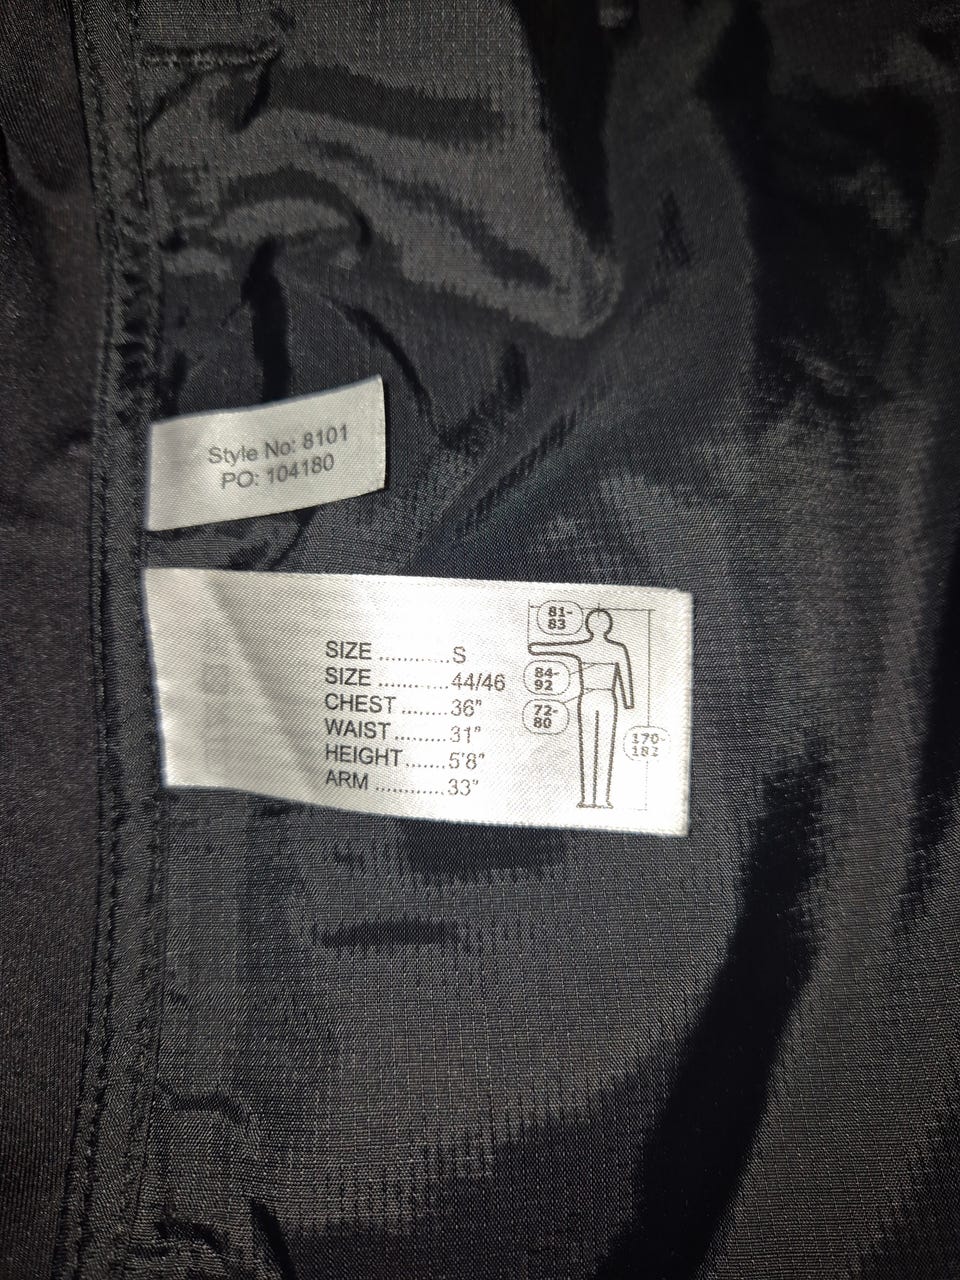 Style No: 8101
PO: 104180
SIZE ...........S
SIZE ...........44/46
CHEST ........36"
WAIST .........31"
HEIGHT.......5'8"
ARM ............33"
81-
83
84-
92
72-
80
170-
182